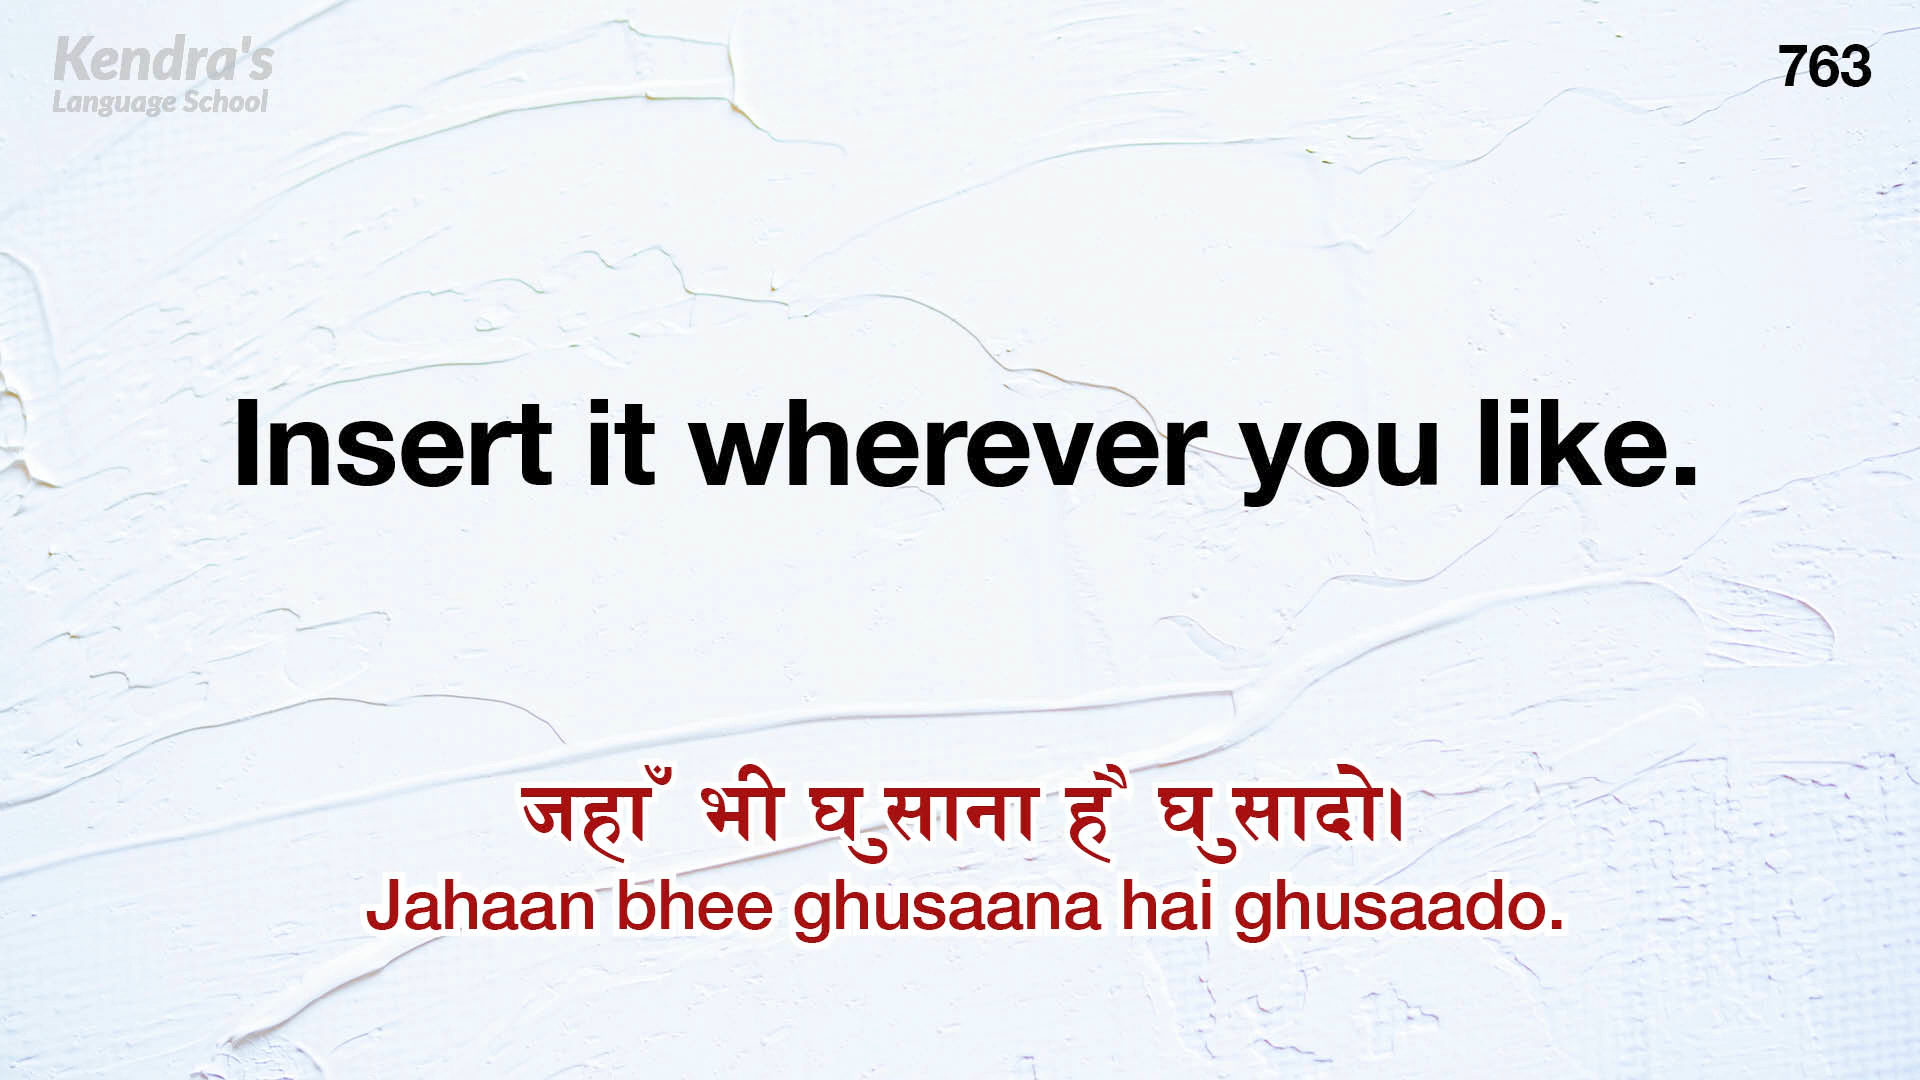 Kendra's
Language School
763
Insert it wherever you like.
जहाँ भी घुसाना है घुसादो।
Jahaan bhee ghusaana hai ghusaado.